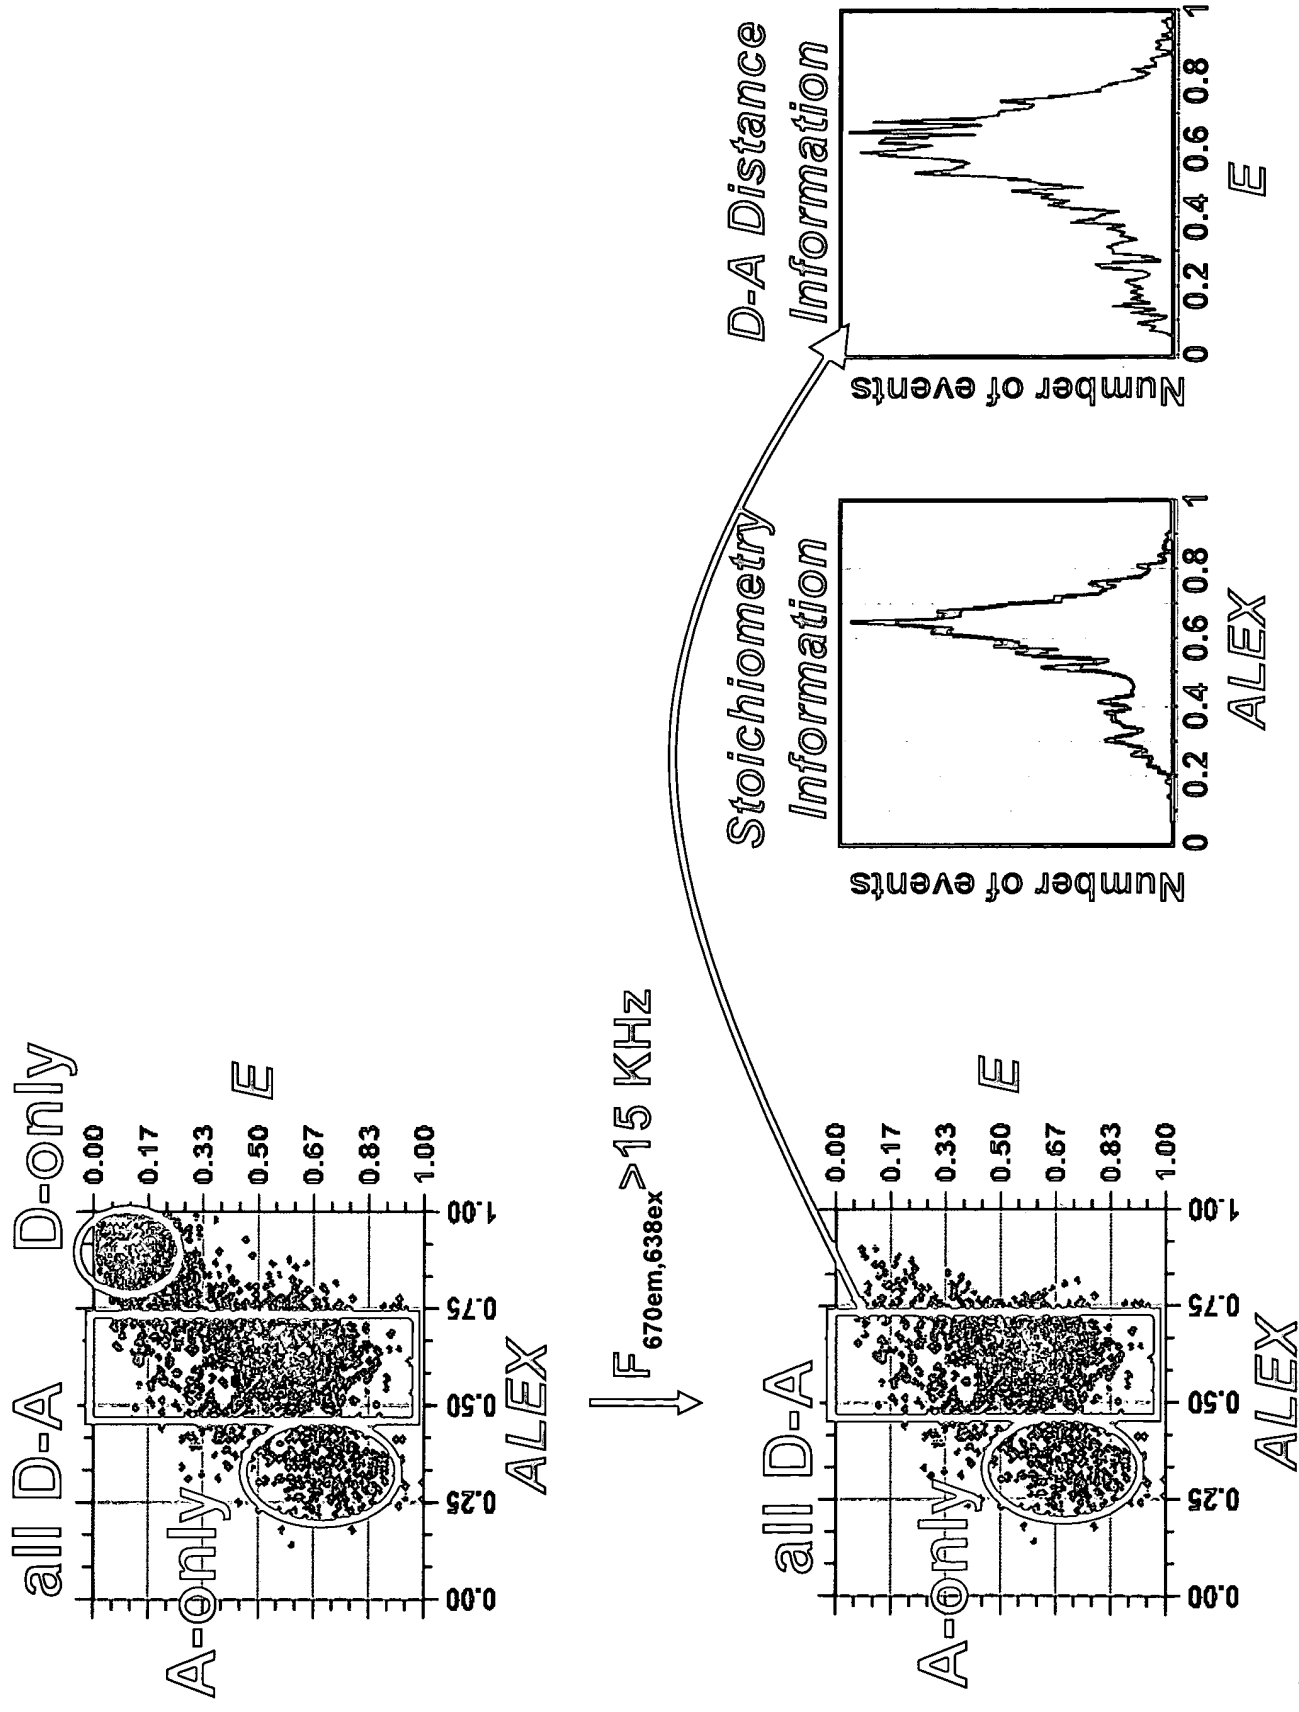 all D-A
D-only
A-only
0.00
0.17
0.33
0.50
0.67
0.83
1.00
E
0.00
0.25
0.50
0.75
1.00
ALEX
F670em,638ex>15 KHz
all D-A
A-only
0.00
0.17
0.33
0.50
0.67
0.83
1.00
E
0.00
0.25
0.50
0.75
1.00
ALEX
Stoichiometry
Information
Number of events
0
0.2
0.4
0.6
0.8
1
ALEX
D-A Distance
Information
Number of events
0
0.2
0.4
0.6
0.8
1
E